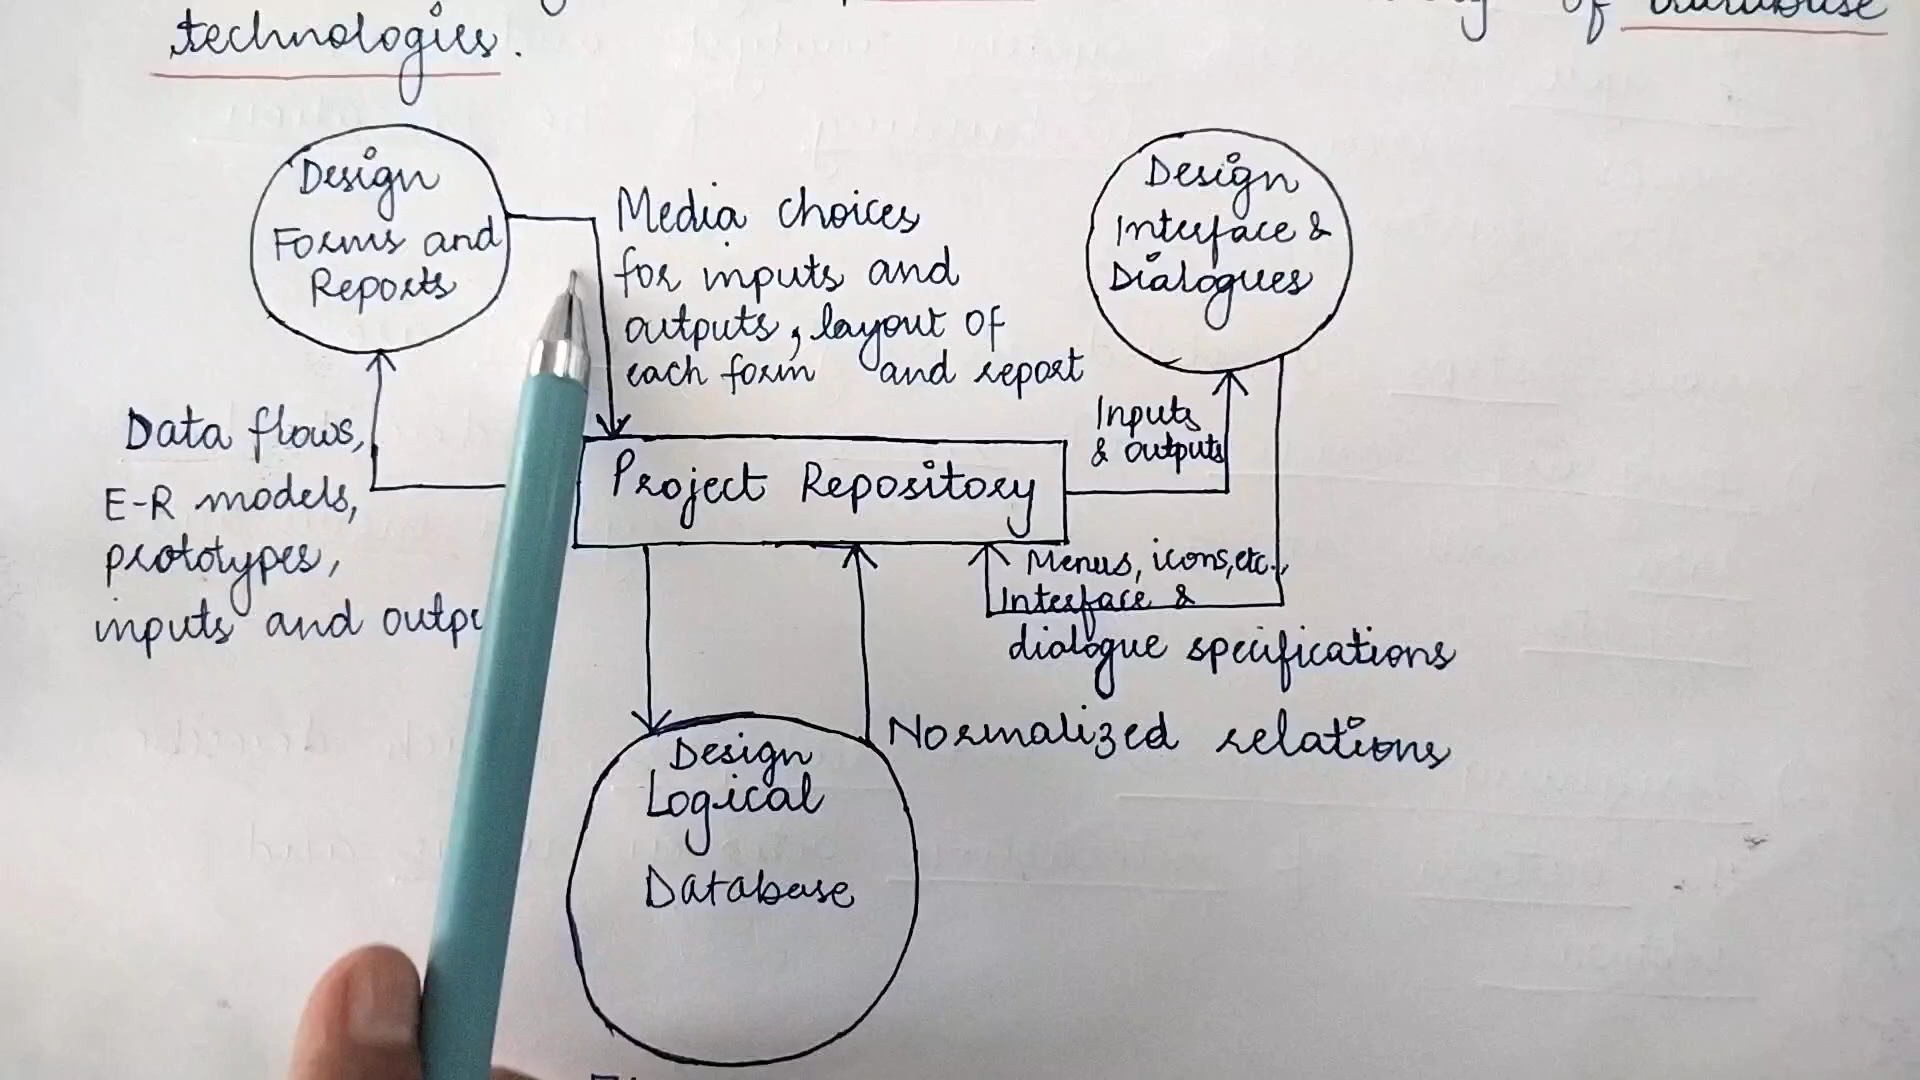 of Database
technologies.
Design
Forms and
Reports
Media choices
for inputs and
outputs, layout of
each form and report
Design
Interface &
Dialogues
Data flows,
E-R models,
prototypes,
inputs and
Project Repository
Inputs
& outputs
Menus, icons, etc.,
Interface &
dialogue specifications
Normalized relations
Design
Logical
Database